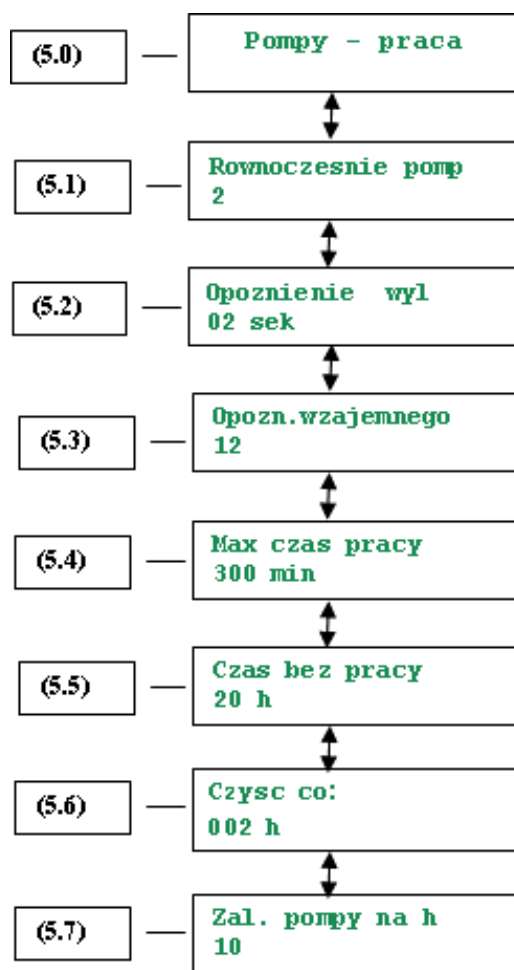 (5.0)
Pompy - praca
(5.1)
Rownoczesnie pomp
2
(5.2)
Opoznienie wyl
02 sek
(5.3)
Opozn.wzajemnego
12
(5.4)
Max czas pracy
300 min
(5.5)
Czas bez pracy
20 h
(5.6)
Czysc co:
002 h
(5.7)
Zal. pompy na h
10